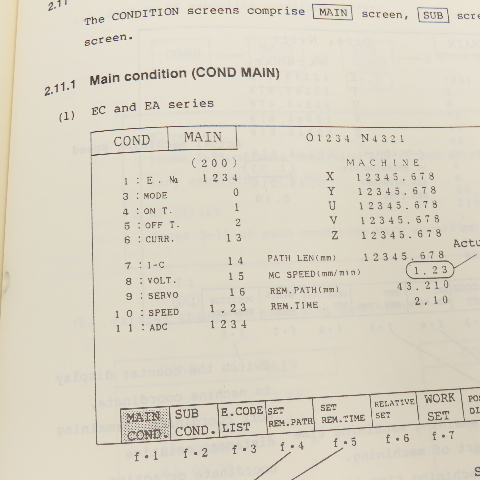 2.11
The CONDITION screens comprise MAIN screen, SUB
screen.
2.11.1 Main condition (COND MAIN)
(1) EC and EA series
COND MAIN O1234 N4321
(200) MACHINE
1 : E. № 1234 X 12345.678
3 : MODE 0 Y 12345.678
4 : ON T. 1 U 12345.678
5 : OFF T. 2 V 12345.678
6 : CURR. 13 Z 12345.678
7 : I-C 14 PATH LEN(mm) 12345.678
8 : VOLT. 15 MC SPEED(mm/min) 1.23
9 : SERVO 16 REM.PATH(mm) 43.210
10 : SPEED 1.23 REM.TIME 2.10
11 : ADC 1234
MAIN COND. SUB COND. E.CODE LIST SET REM.PATH SET REM.TIME RELATIVE SET WORK SET
f•1 f•2 f•3 f•4 f•5 f•6 f•7